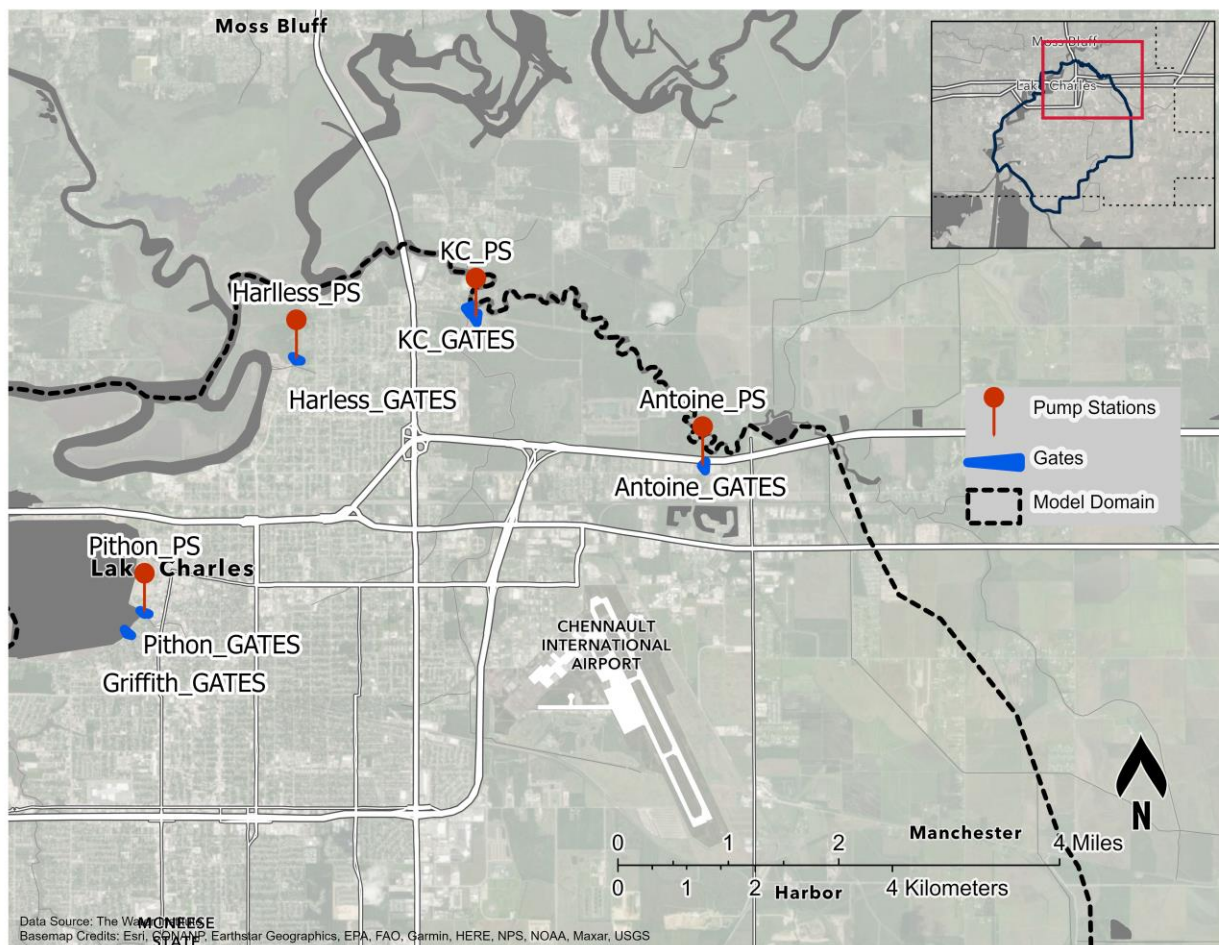 Moss Bluff
Moss Bluff
Lake Charles
KC_PS
Harlless_PS
KC_GATES
Harless_GATES
Antoine_PS
Antoine_GATES
Pump Stations
Gates
Model Domain
Pithon_PS
Lake Charles
Pithon_GATES
Griffith_GATES
CHENNAULT
INTERNATIONAL
AIRPORT
N
Manchester
0 1 2 4 Miles
0 1 2 4 Kilometers
Harbor
Data Source: The Wa
MCNEESE
STATE
Basemap Credits: Esri, CONANP, Earthstar Geographics, EPA, FAO, Garmin, HERE, NPS, NOAA, Maxar, USGS